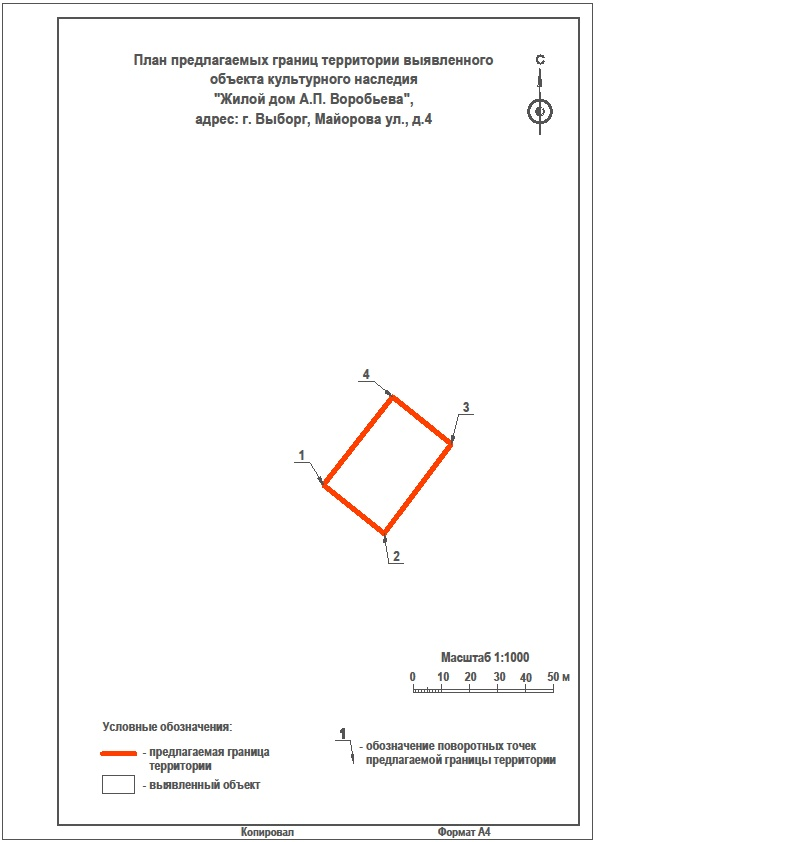 План предлагаемых границ территории выявленного
объекта культурного наследия
"Жилой дом А.П. Воробьева",
адрес: г. Выборг, Майорова ул., д.4
С
4
3
1
2
Масштаб 1:1000
0 10 20 30 40 50 м
Условные обозначения:
- предлагаемая граница
территории
- выявленный объект
1
- обозначение поворотных точек
предлагаемой границы территории
Копировал Формат А4